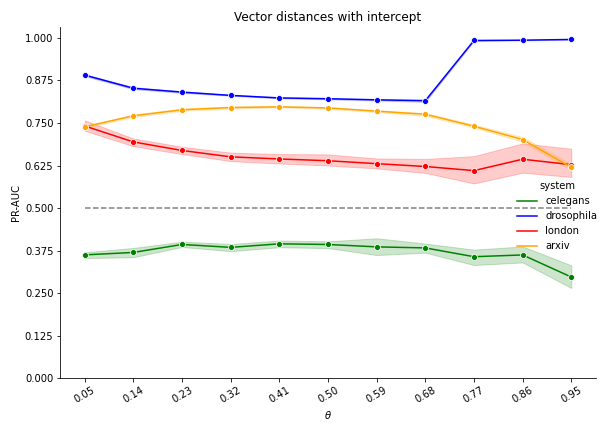 Vector distances with intercept
1.000
0.875
0.750
0.625
0.500
0.375
0.250
0.125
0.000
PR-AUC
system
celegans
drosophila
london
arxiv
0.05 0.14 0.23 0.32 0.41 0.50 0.59 0.68 0.77 0.86 0.95
θ